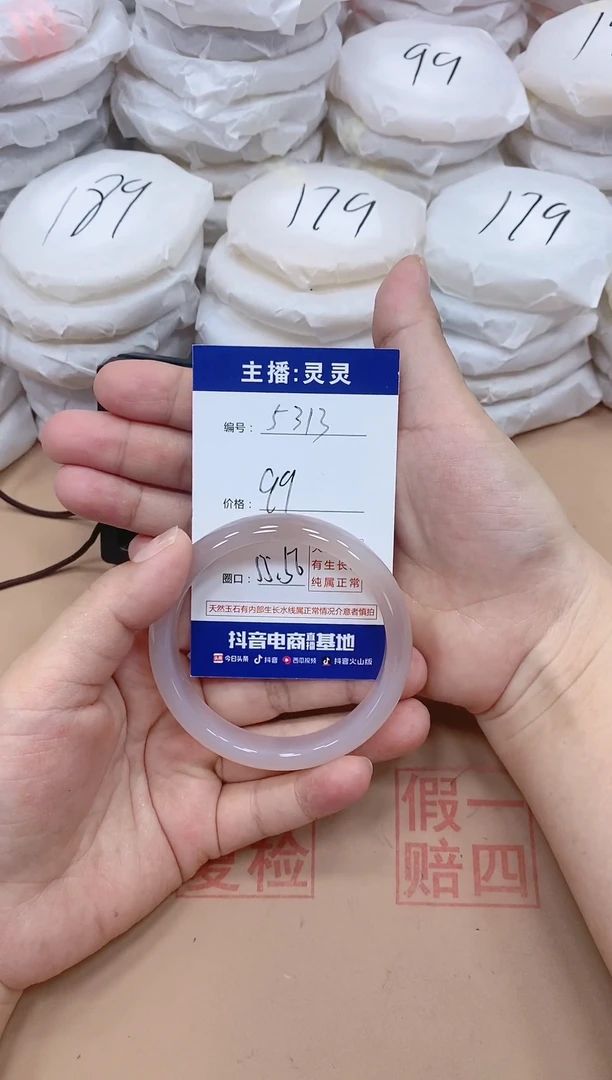 99
129
179
179
主播:灵灵
编号: 5313
价格: 99
圈口: 55.56
有生长
纯属正常
天然玉石有内部生长水线属正常情况介意者慎拍
抖音电商直播基地
今日头条 抖音 西瓜视频 抖音火山版
复检
假一
赔四